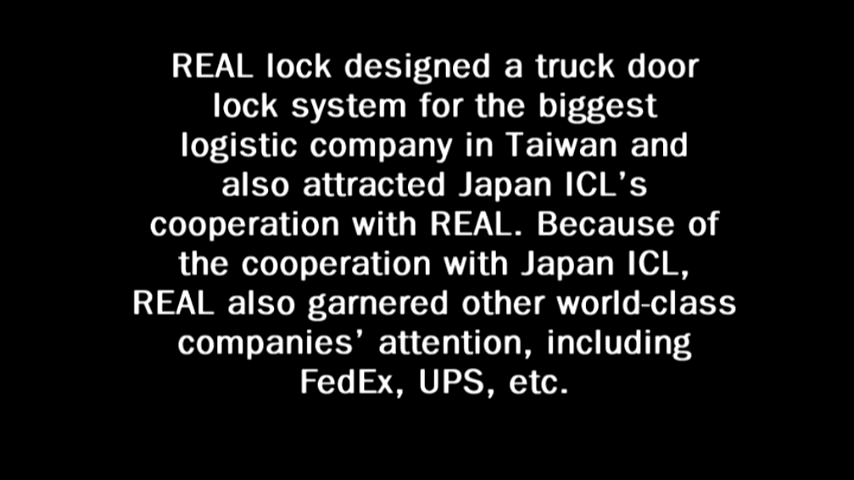 REAL lock designed a truck door
lock system for the biggest
logistic company in Taiwan and
also attracted Japan ICL's
cooperation with REAL. Because of
the cooperation with Japan ICL,
REAL also garnered other world-class
companies' attention, including
FedEx, UPS, etc.